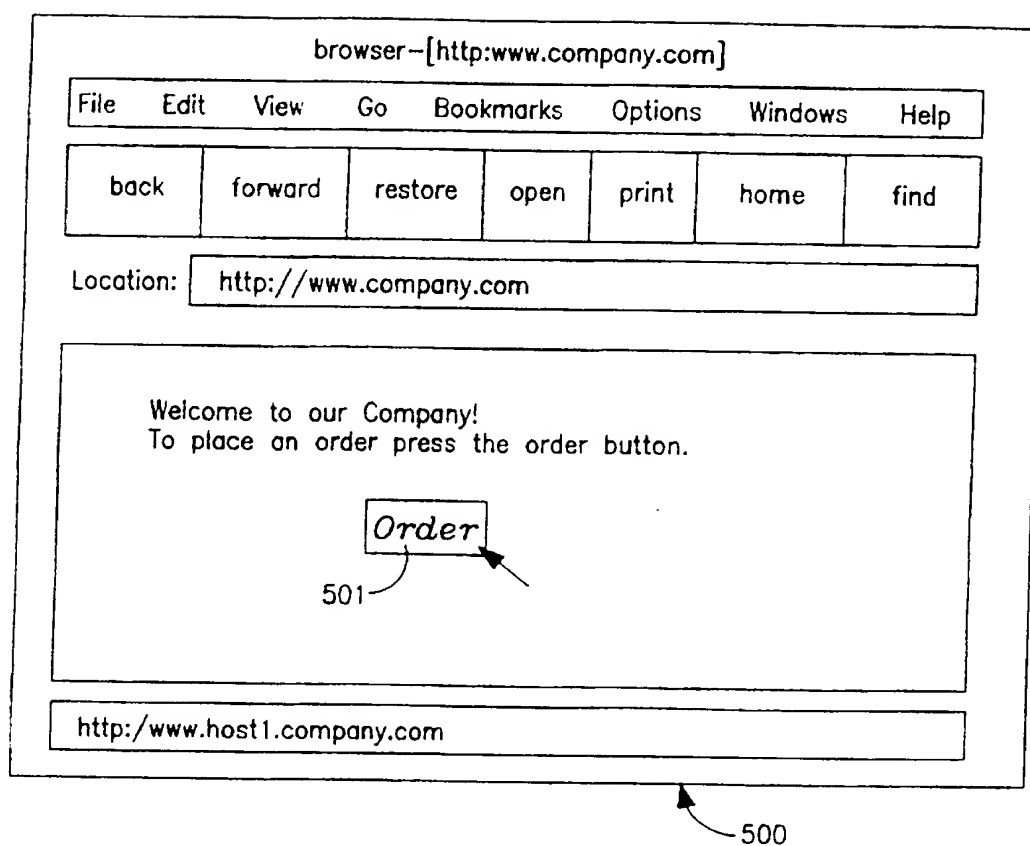 browser-[http:www.company.com]
File Edit View Go Bookmarks Options Windows Help
back forward restore open print home find
Location: http://www.company.com
Welcome to our Company!
To place an order press the order button.
Order
501
http:/www.host1.company.com
500